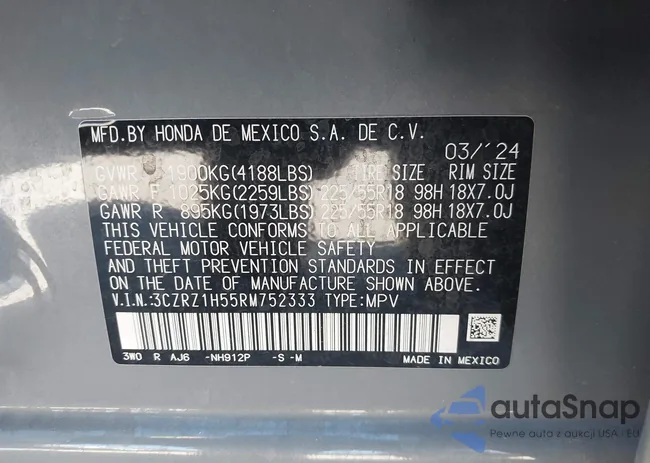 MFD.BY HONDA DE MEXICO S.A. DE C.V.
03/'24
GVWR 1900KG(4188LBS) TIRE SIZE RIM SIZE
GAWR F 1025KG(2259LBS) 225/55R18 98H 18X7.0J
GAWR R 895KG(1973LBS) 225/55R18 98H 18X7.0J
THIS VEHICLE CONFORMS TO ALL APPLICABLE
FEDERAL MOTOR VEHICLE SAFETY
AND THEFT PREVENTION STANDARDS IN EFFECT
ON THE DATE OF MANUFACTURE SHOWN ABOVE.
V.I.N:3CZRZ1H55RM752333 TYPE:MPV
3W0 R AJ6 -NH912P -S-M MADE IN MEXICO
autaSnap
Pewne auta z aukcji USA - EU